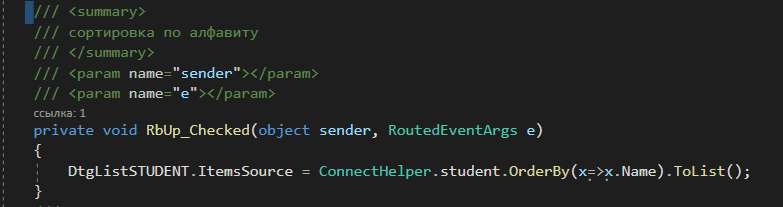 /// <summary>
/// сортировка по алфавиту
/// </summary>
/// <param name="sender"></param>
/// <param name="e"></param>
ссылка: 1
private void RbUp_Checked(object sender, RoutedEventArgs e)
{
DtgListSTUDENT.ItemsSource = ConnectHelper.student.OrderBy(x=>x.Name).ToList();
}